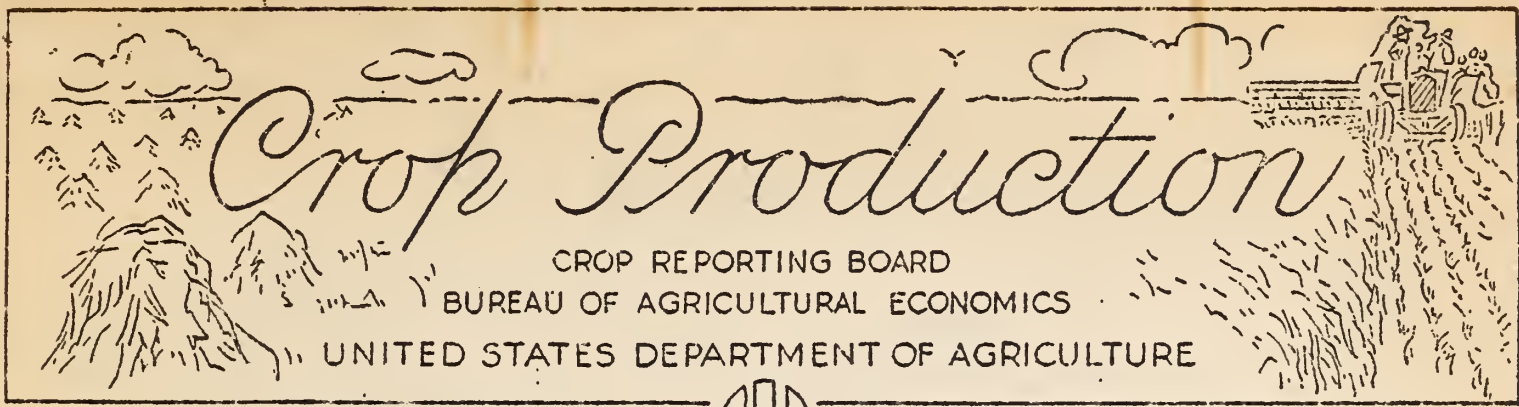 Crop Production
CROP REPORTING BOARD
BUREAU OF AGRICULTURAL ECONOMICS
UNITED STATES DEPARTMENT OF AGRICULTURE